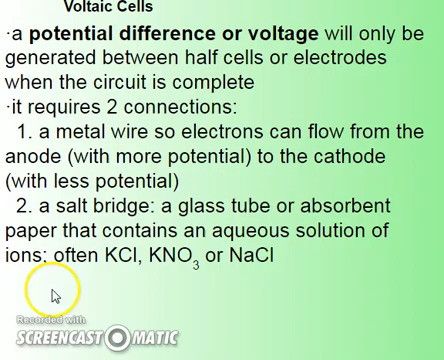 Voltaic Cells
·a potential difference or voltage will only be
generated between half cells or electrodes
when the circuit is complete
·it requires 2 connections:
1. a metal wire so electrons can flow from the
anode (with more potential) to the cathode
(with less potential)
2. a salt bridge: a glass tube or absorbent
paper that contains an aqueous solution of
ions; often KCl, KNO₃ or NaCl
Recorded with
SCREENCAST O MATIC